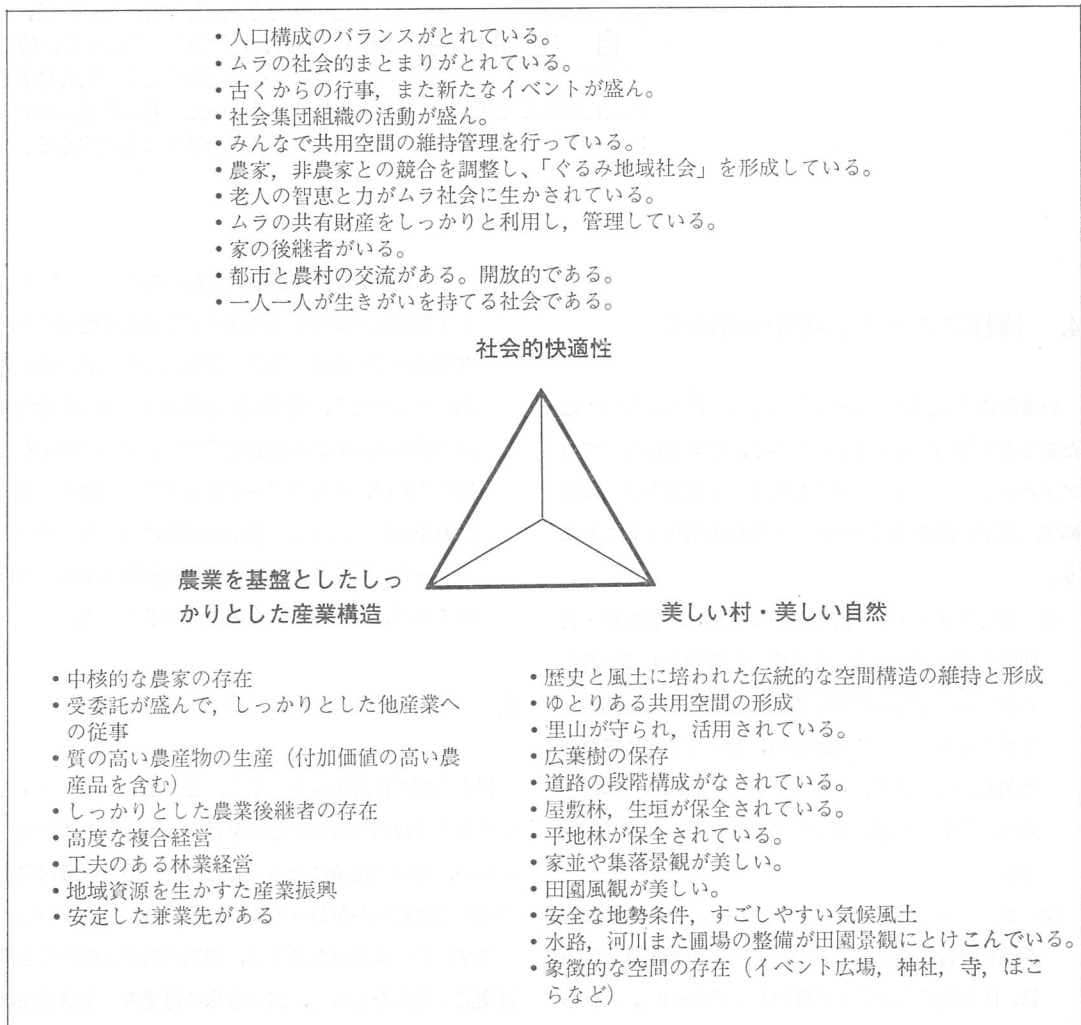 • 人口構成のバランスがとれている。
• ムラの社会的まとまりがとれている。
• 古くからの行事，また新たなイベントが盛ん。
• 社会集団組織の活動が盛ん。
• みんなで共用空間の維持管理を行っている。
• 農家，非農家との競合を調整し、「ぐるみ地域社会」を形成している。
• 老人の智恵と力がムラ社会に生かされている。
• ムラの共有財産をしっかりと利用し，管理している。
• 家の後継者がいる。
• 都市と農村の交流がある。開放的である。
• 一人一人が生きがいを持てる社会である。
社会的快適性
農業を基盤としたしっ
かりとした産業構造
美しい村・美しい自然
• 中核的な農家の存在
• 受委託が盛んで，しっかりとした他産業へ
の従事
• 質の高い農産物の生産（付加価値の高い農
産品を含む）
• しっかりとした農業後継者の存在
• 高度な複合経営
• 工夫のある林業経営
• 地域資源を生かすた産業振興
• 安定した兼業先がある
• 歴史と風土に培われた伝統的な空間構造の維持と形成
• ゆとりある共用空間の形成
• 里山が守られ，活用されている。
• 広葉樹の保存
• 道路の段階構成がなされている。
• 屋敷林，生垣が保全されている。
• 平地林が保全されている。
• 家並や集落景観が美しい。
• 田園風観が美しい。
• 安全な地勢条件，すごしやすい気候風土
• 水路，河川また圃場の整備が田園景観にとけこんでいる。
• 象徴的な空間の存在（イベント広場，神社，寺，ほこ
らなど）